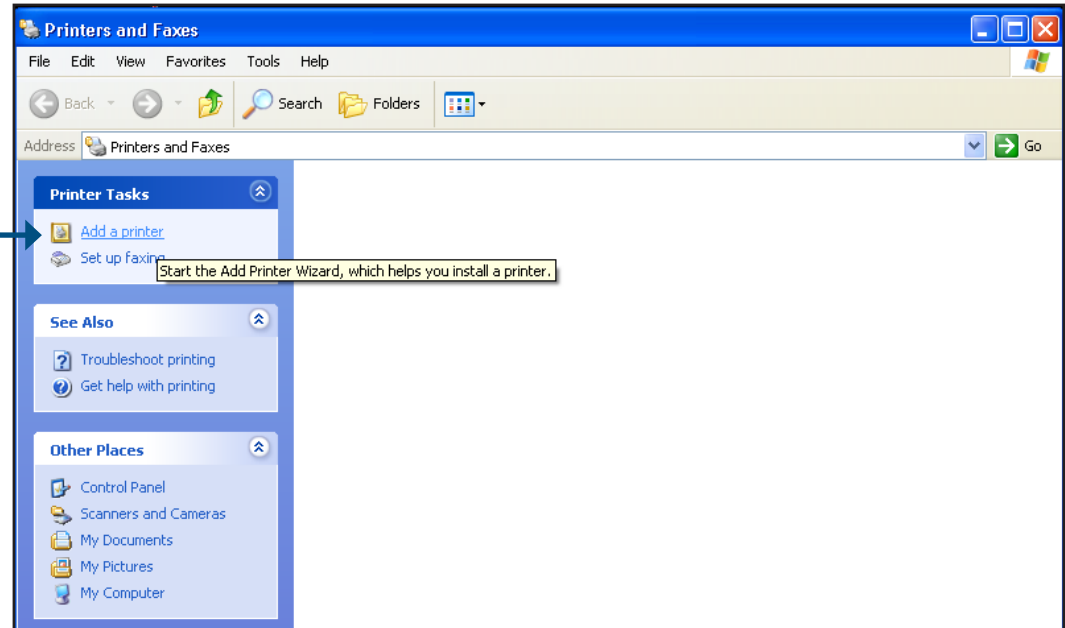 Printers and Faxes
File Edit View Favorites Tools Help
Back Search Folders
Address Printers and Faxes Go
Printer Tasks
Add a printer
Set up faxing
Start the Add Printer Wizard, which helps you install a printer.
See Also
Troubleshoot printing
Get help with printing
Other Places
Control Panel
Scanners and Cameras
My Documents
My Pictures
My Computer